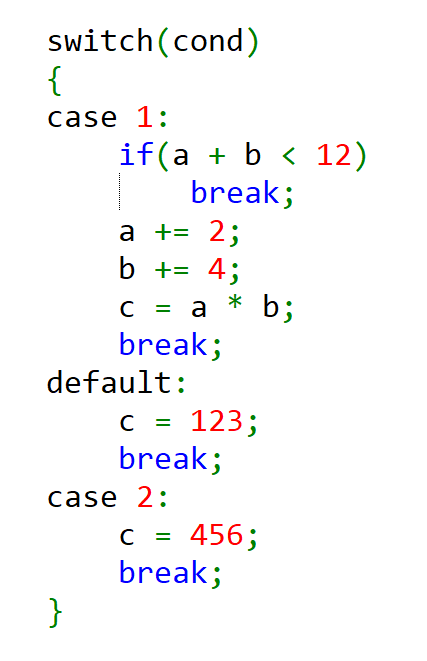 switch(cond)
{
case 1:
    if(a + b < 12)
        break;
    a += 2;
    b += 4;
    c = a * b;
    break;
default:
    c = 123;
    break;
case 2:
    c = 456;
    break;
}